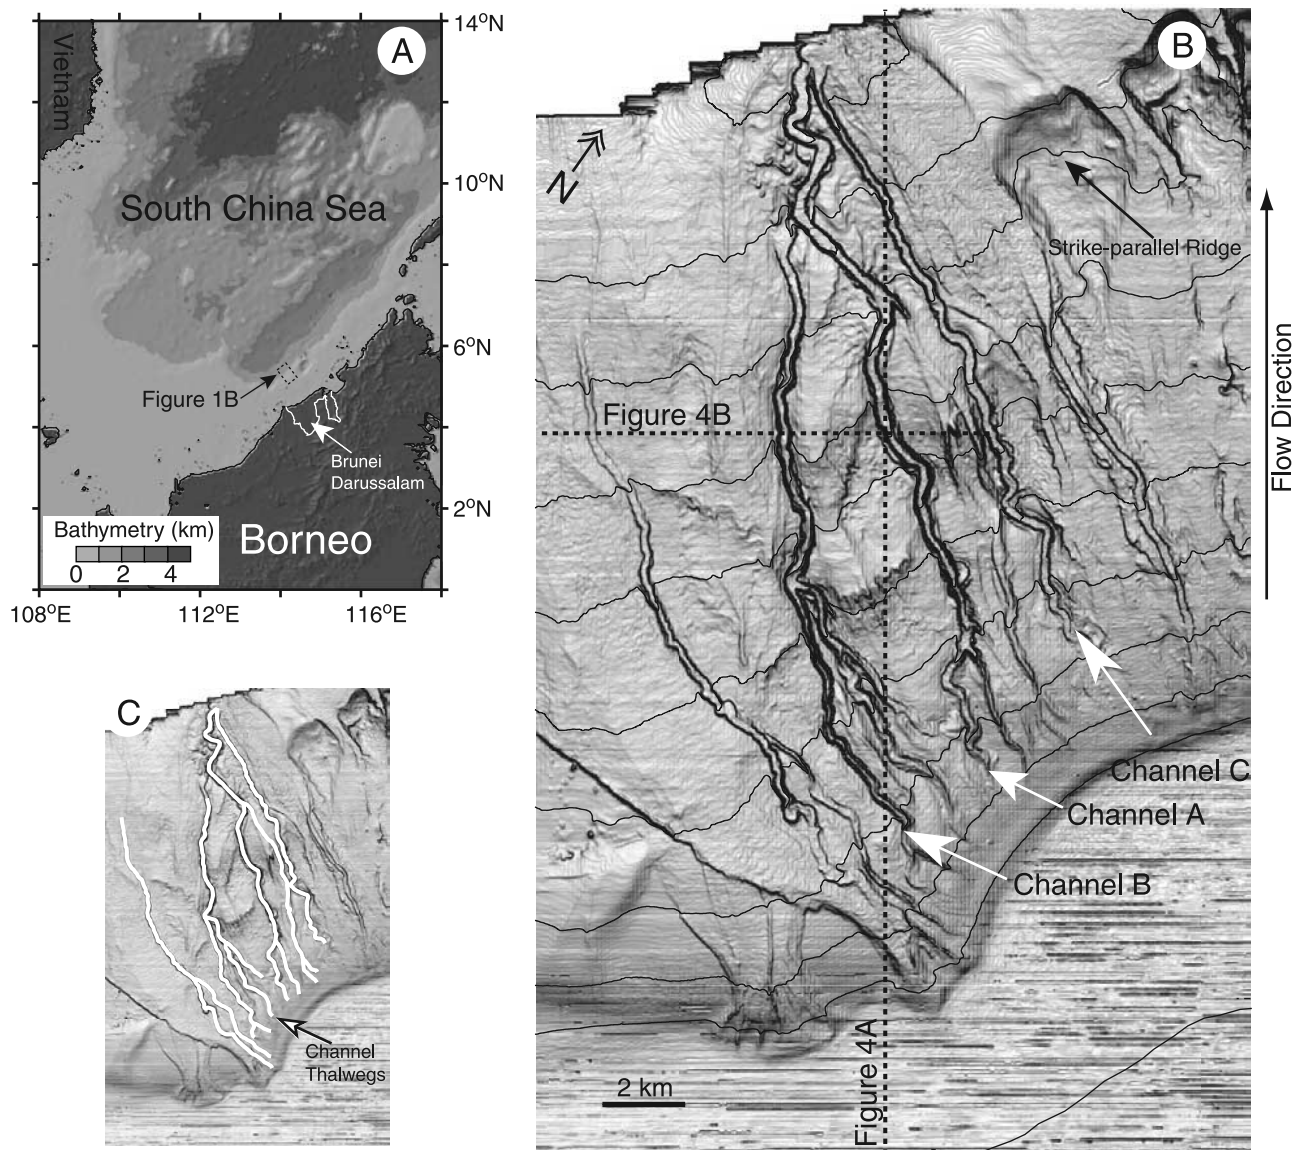 A
14°N
Vietnam
10°N
South China Sea
6°N
Figure 1B
Brunei
Darussalam
2°N
Bathymetry (km)
0 2 4
Borneo
108°E 112°E 116°E
B
N
Strike-parallel Ridge
Flow Direction
Figure 4B
Channel C
Channel A
Channel B
Figure 4A
2 km
C
Channel
Thalwegs